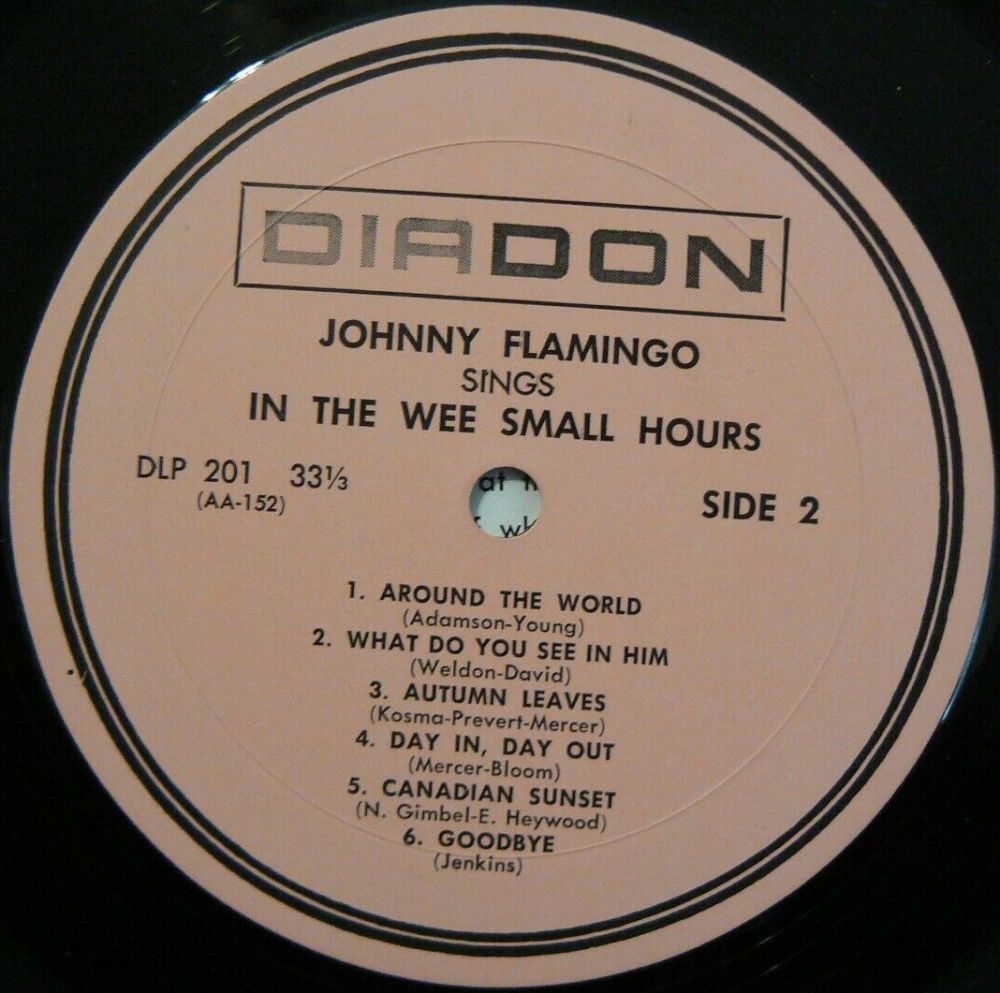 DIADON
JOHNNY FLAMINGO
SINGS
IN THE WEE SMALL HOURS
DLP 201 33⅓
(AA-152)
SIDE 2
at
1. AROUND THE WORLD
(Adamson-Young)
2. WHAT DO YOU SEE IN HIM
(Weldon-David)
3. AUTUMN LEAVES
(Kosma-Prevert-Mercer)
4. DAY IN, DAY OUT
(Mercer-Bloom)
5. CANADIAN SUNSET
(N. Gimbel-E. Heywood)
6. GOODBYE
(Jenkins)